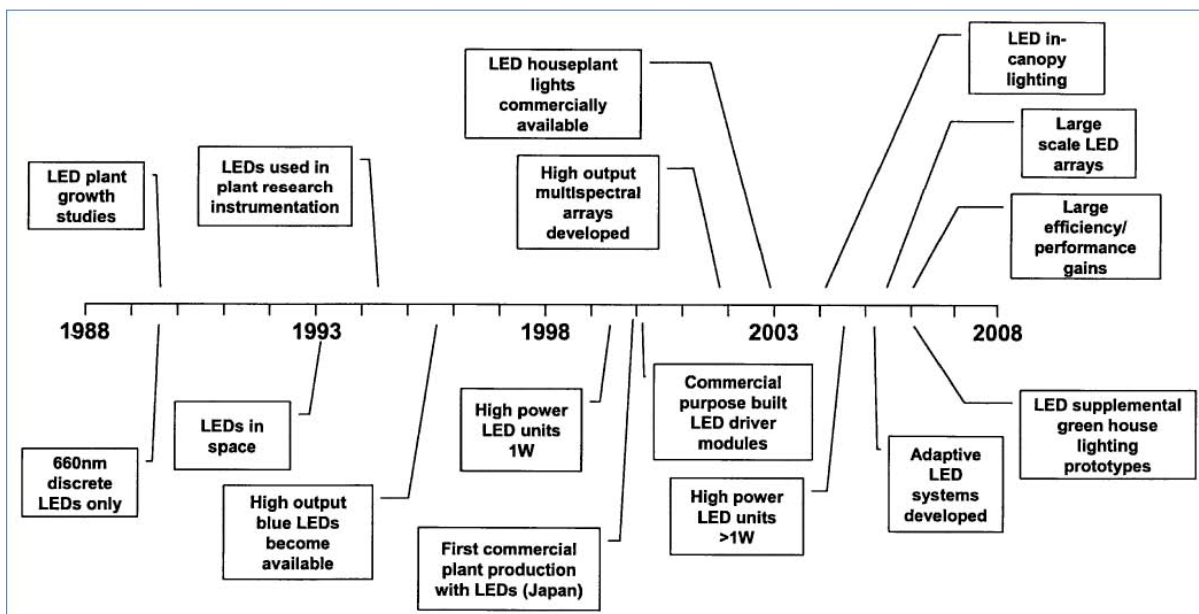 LED houseplant
lights
commercially
available
LED in-
canopy
lighting
LED plant
growth
studies
LEDs used in
plant research
instrumentation
High output
multispectral
arrays
developed
Large
scale LED
arrays
Large
efficiency/
performance
gains
1988
1993
1998
2003
2008
660nm
discrete
LEDs only
LEDs in
space
High output
blue LEDs
become
available
High power
LED units
1W
First commercial
plant production
with LEDs (Japan)
Commercial
purpose built
LED driver
modules
High power
LED units
>1W
Adaptive
LED
systems
developed
LED supplemental
green house
lighting
prototypes